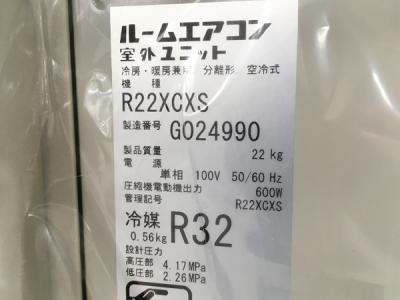 ルームエアコン
室外ユニット
冷房・暖房兼用 分離形 空冷式
機 種
R22XCXS
製造番号 G024990
製品質量 22 kg
電 源
単相 100V 50/60 Hz
圧縮機電動機出力 600W
管理記号 R22XCXS
冷媒 R32
0.56kg
設計圧力
高圧部 4.17MPa
低圧部 2.26MPa